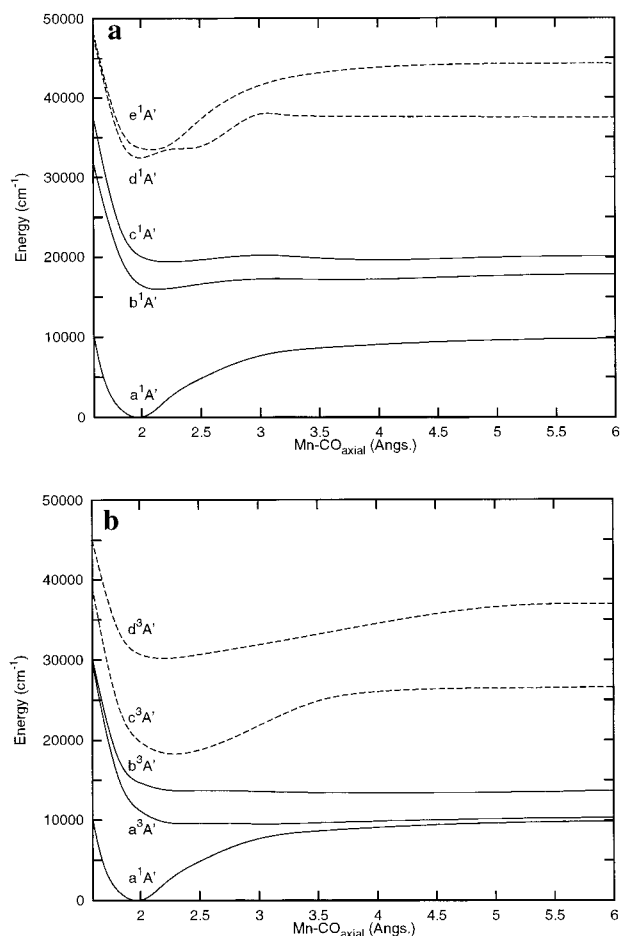 a
50000
40000
30000
20000
10000
0
Energy (cm⁻¹)
e¹A'
d¹A'
c¹A'
b¹A'
a¹A'
2 2.5 3 3.5 4 4.5 5 5.5 6
Mn-CO_axial (Angs.)
b
50000
40000
30000
20000
10000
0
Energy (cm⁻¹)
d³A'
c³A'
b³A'
a³A'
a¹A'
2 2.5 3 3.5 4 4.5 5 5.5 6
Mn-CO_axial (Angs.)